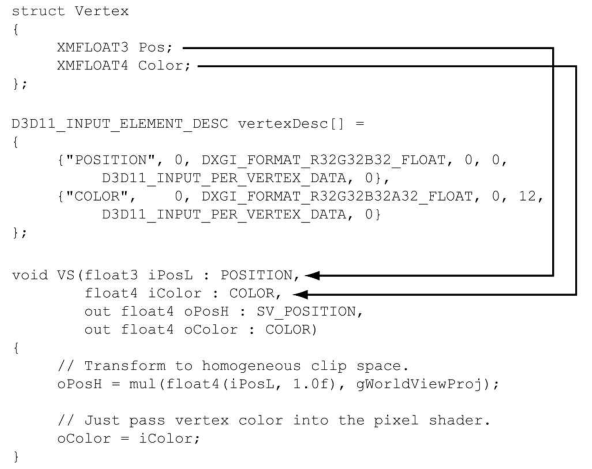 struct Vertex
{
     XMFLOAT3 Pos;
     XMFLOAT4 Color;
};
D3D11_INPUT_ELEMENT_DESC vertexDesc[] =
{
     {"POSITION", 0, DXGI_FORMAT_R32G32B32_FLOAT, 0, 0,
          D3D11_INPUT_PER_VERTEX_DATA, 0},
     {"COLOR",    0, DXGI_FORMAT_R32G32B32A32_FLOAT, 0, 12,
          D3D11_INPUT_PER_VERTEX_DATA, 0}
};
void VS(float3 iPosL : POSITION,
        float4 iColor : COLOR,
        out float4 oPosH : SV_POSITION,
        out float4 oColor : COLOR)
{
     // Transform to homogeneous clip space.
     oPosH = mul(float4(iPosL, 1.0f), gWorldViewProj);
     // Just pass vertex color into the pixel shader.
     oColor = iColor;
}